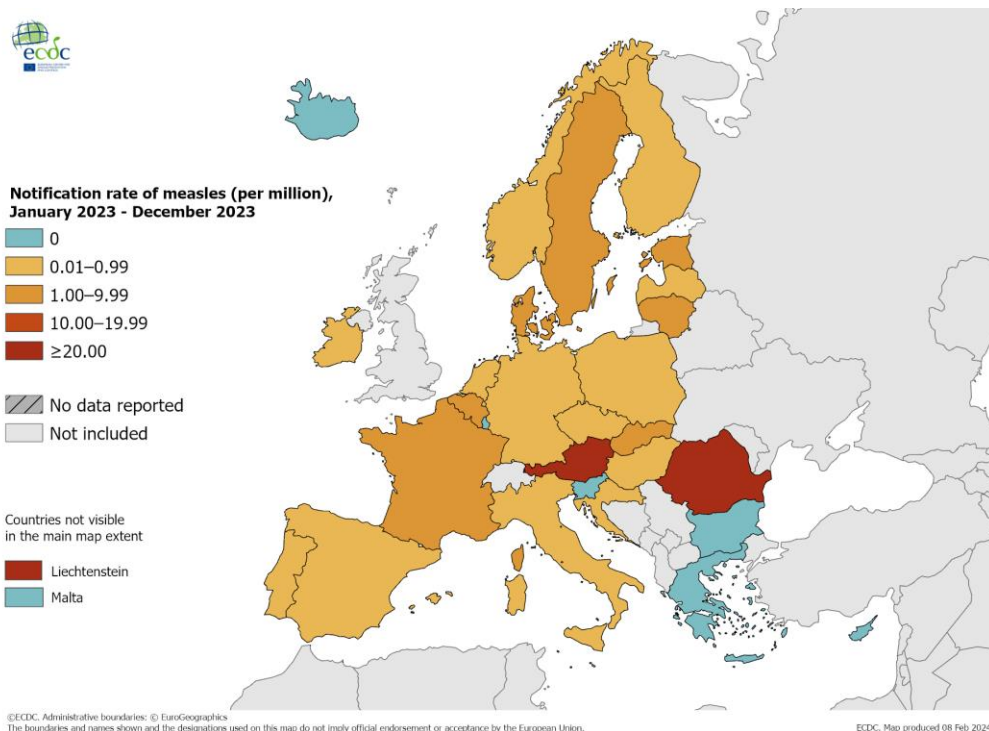 ecdc
Notification rate of measles (per million),
January 2023 - December 2023
0
0.01–0.99
1.00–9.99
10.00–19.99
≥20.00
No data reported
Not included
Countries not visible
in the main map extent
Liechtenstein
Malta
©ECDC. Administrative boundaries: © EuroGeographics
The boundaries and names shown and the designations used on this map do not imply official endorsement or acceptance by the European Union.
ECDC. Map produced 08 Feb 2024